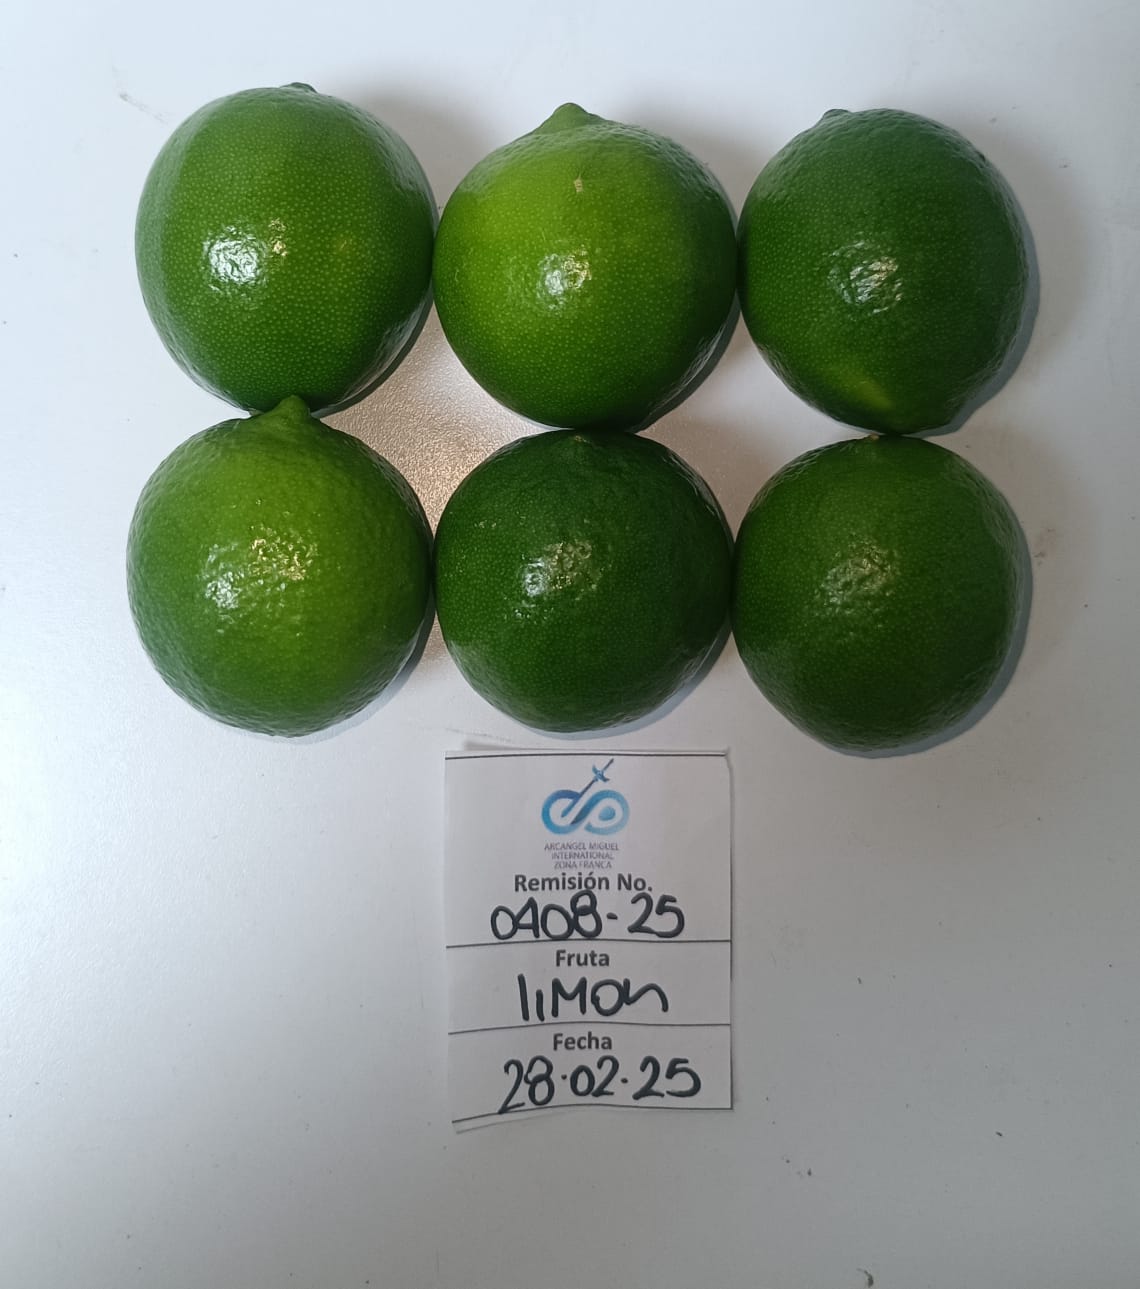 ARCANGEL MIGUEL
INTERNATIONAL
ZONA FRANCA
Remisión No.
0408-25
Fruta
liMON
Fecha
28.02.25